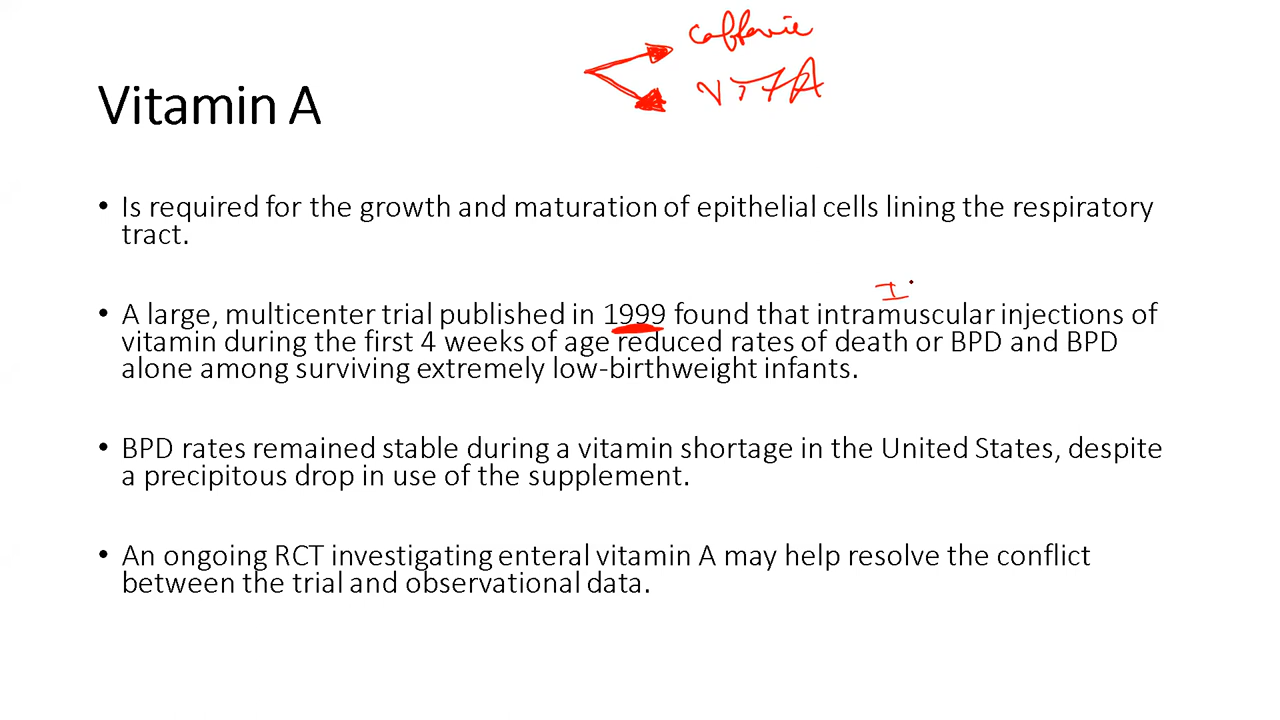 caffeine
VITA
Vitamin A
• Is required for the growth and maturation of epithelial cells lining the respiratory
tract.
I
• A large, multicenter trial published in 1999 found that intramuscular injections of
vitamin during the first 4 weeks of age reduced rates of death or BPD and BPD
alone among surviving extremely low-birthweight infants.
• BPD rates remained stable during a vitamin shortage in the United States, despite
a precipitous drop in use of the supplement.
• An ongoing RCT investigating enteral vitamin A may help resolve the conflict
between the trial and observational data.